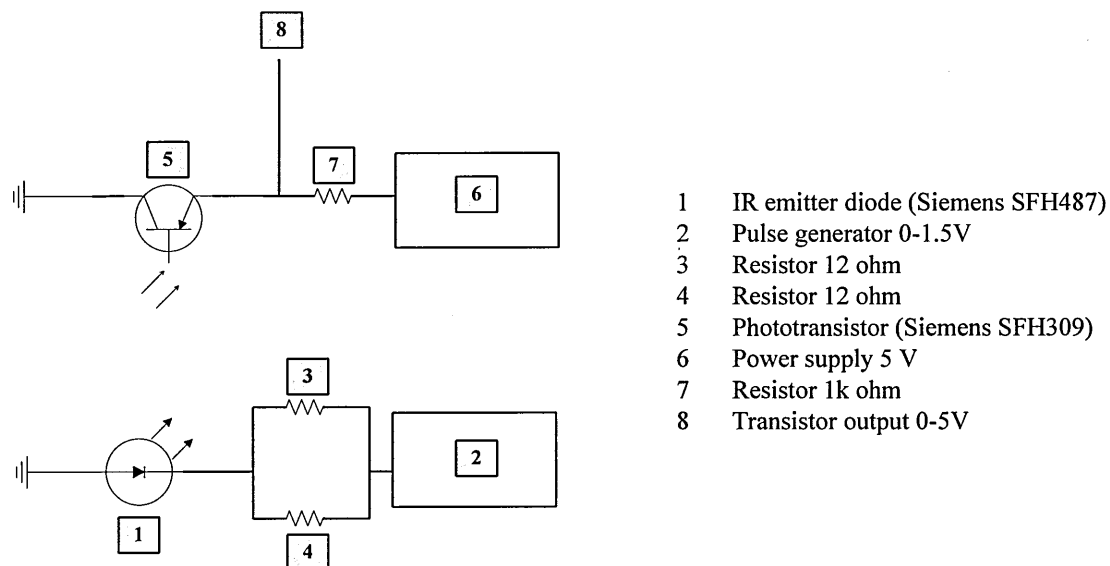 8
5
7
6
3
2
1
4
1 IR emitter diode (Siemens SFH487)
2 Pulse generator 0-1.5V
3 Resistor 12 ohm
4 Resistor 12 ohm
5 Phototransistor (Siemens SFH309)
6 Power supply 5 V
7 Resistor 1k ohm
8 Transistor output 0-5V